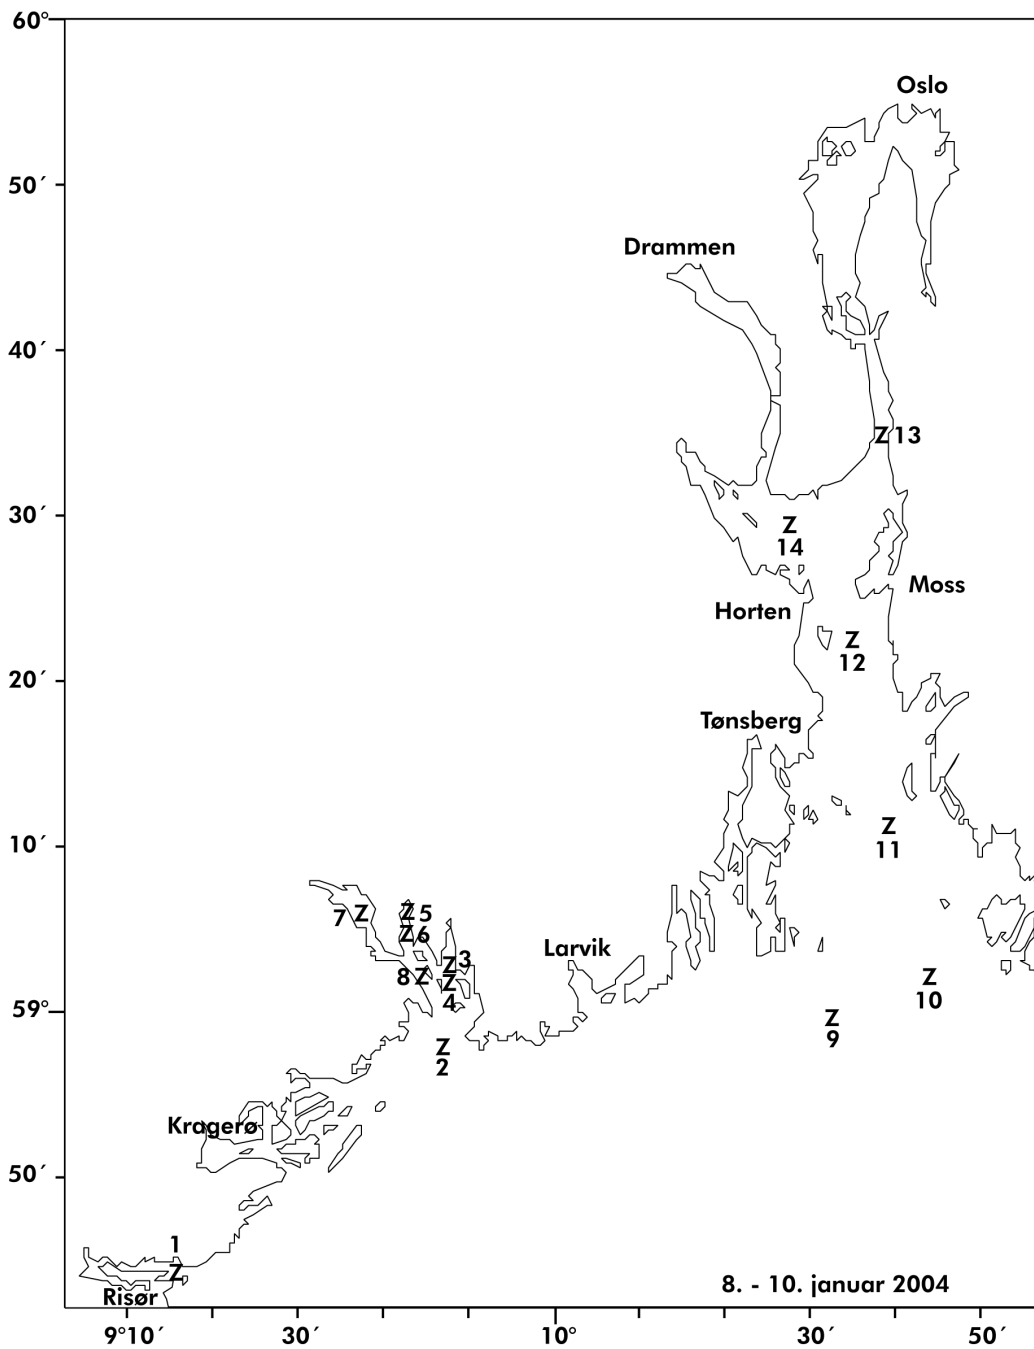 60°
Oslo
50´
Drammen
40´
Z 13
30´
Z
14
Moss
Horten
Z
12
20´
Tønsberg
Z
11
10´
7 Z
Z 5
Z 6
Larvik
Z 3
8 Z
Z
4
Z
10
59°
Z
9
Z
2
Kragerø
50´
1
Z
8. - 10. januar 2004
Risør
9°10´
30´
10°
30´
50´